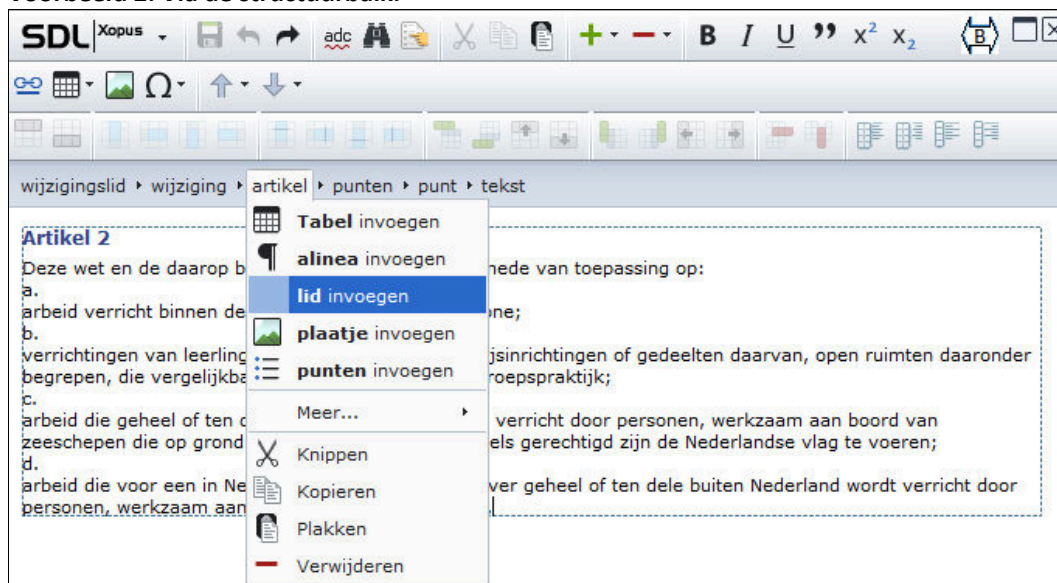 Voorbeeld 2: Via de structuurbalk
SDL Xopus adc B I U ” x² x₂ B
Ω
wijzigingslid ▸ wijziging ▸ artikel ▸ punten ▸ punt ▸ tekst
Tabel invoegen
alinea invoegen
lid invoegen
plaatje invoegen
punten invoegen
Meer...
Knippen
Kopieren
Plakken
Verwijderen
Artikel 2
Deze wet en de daarop b nede van toepassing op:
a.
arbeid verricht binnen de one;
b.
verrichtingen van leerling jsinrichtingen of gedeelten daarvan, open ruimten daaronder
begrepen, die vergelijkba roepspraktijk;
c.
arbeid die geheel of ten d verricht door personen, werkzaam aan boord van
zeeschepen die op grond els gerechtigd zijn de Nederlandse vlag te voeren;
d.
arbeid die voor een in Ne ver geheel of ten dele buiten Nederland wordt verricht door
personen, werkzaam aan .